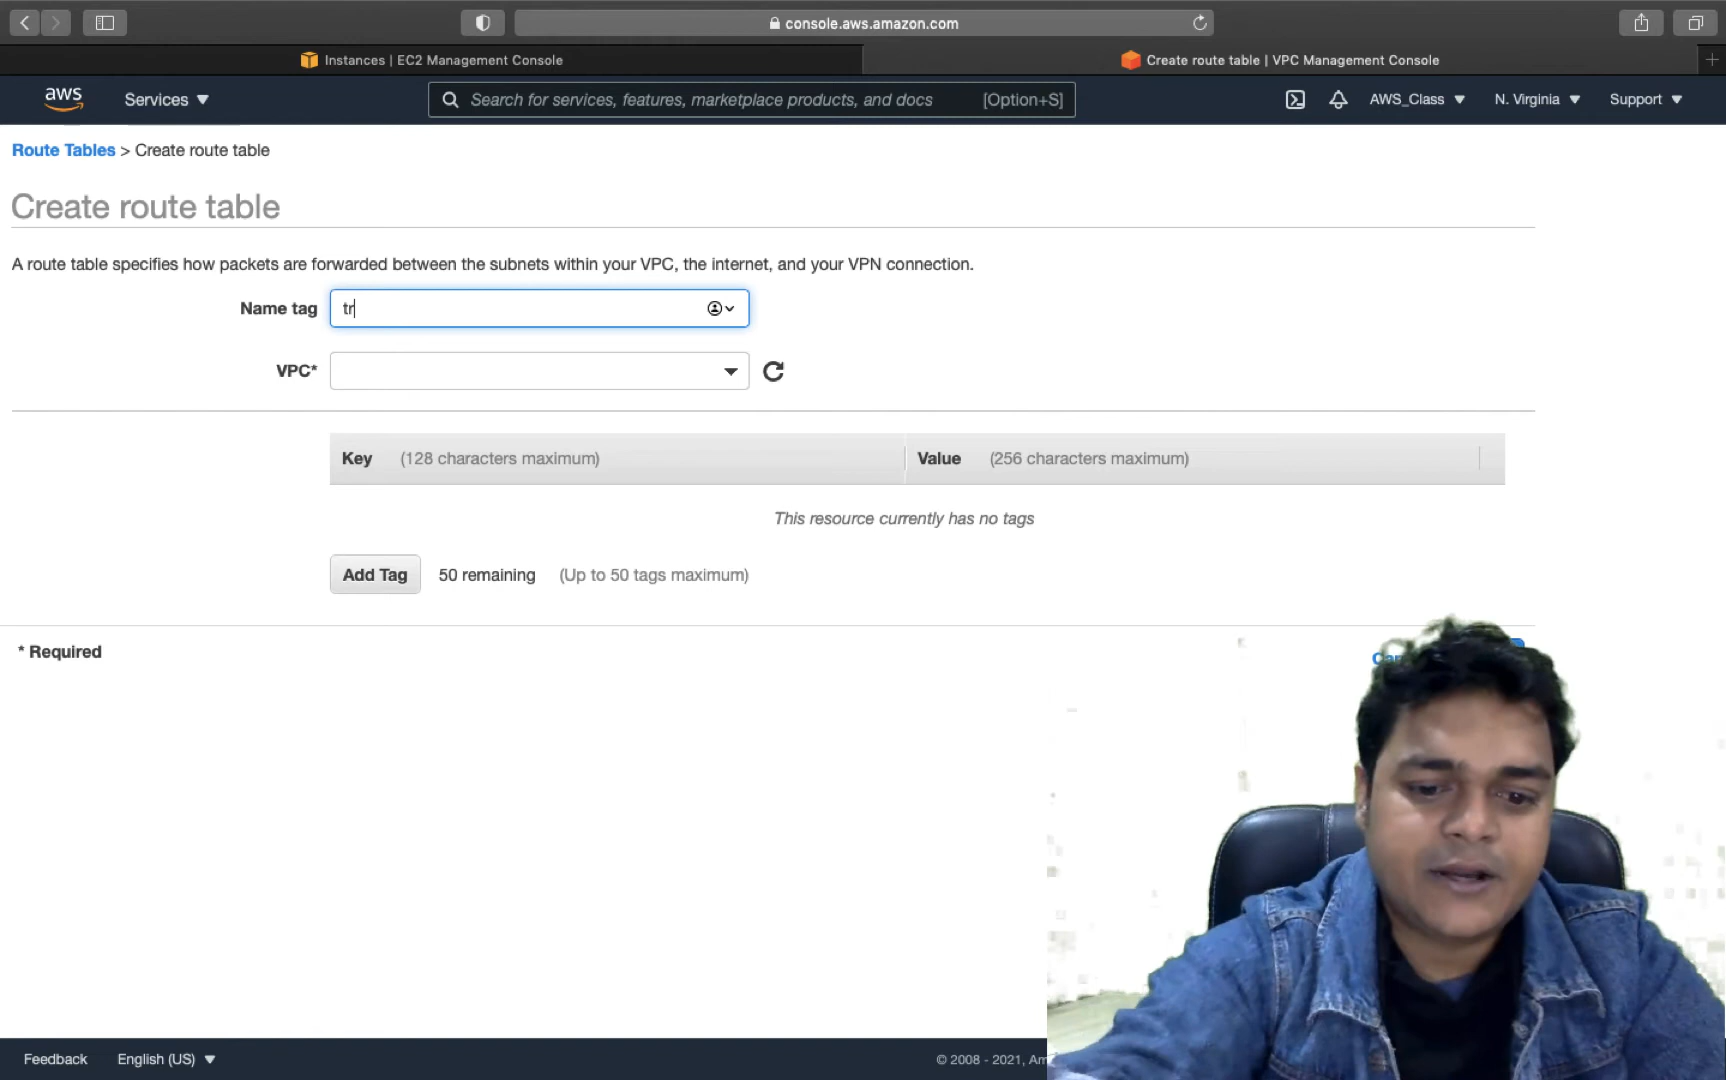 console.aws.amazon.com
Instances | EC2 Management Console
Create route table | VPC Management Console
aws
Services
Search for services, features, marketplace products, and docs
[Option+S]
AWS_Class
N. Virginia
Support
Route Tables > Create route table
Create route table
A route table specifies how packets are forwarded between the subnets within your VPC, the internet, and your VPN connection.
Name tag
tr
VPC*
Key (128 characters maximum)
Value (256 characters maximum)
This resource currently has no tags
Add Tag
50 remaining
(Up to 50 tags maximum)
* Required
Feedback
English (US)
© 2008 - 2021,